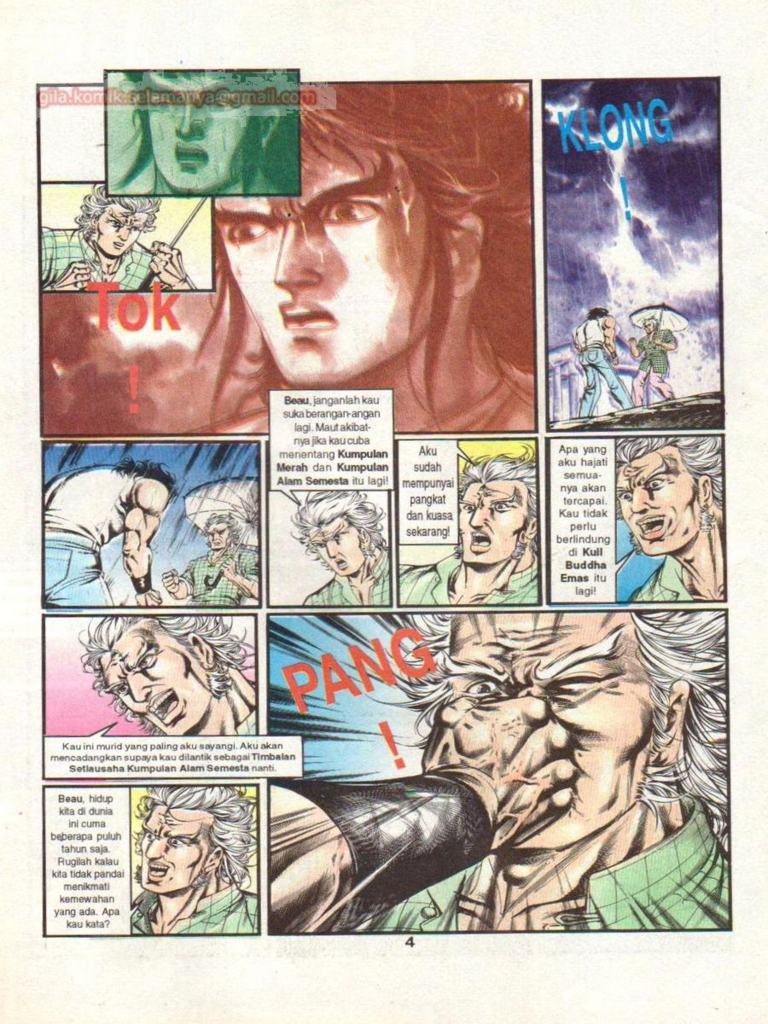 gila.komik.selamanya@gmail.com
Tok
!
KLONG
!
Beau, janganlah kau
suka berangan-angan
lagi. Maut akibat-
nya jika kau cuba
menentang Kumpulan
Merah dan Kumpulan
Alam Semesta itu lagi!
Aku
sudah
mempunyai
pangkat
dan kuasa
sekarang!
Apa yang
aku hajati
semua-
nya akan
tercapai.
Kau tidak
perlu
berlindung
di Kuil
Buddha
Emas itu
lagi!
Kau ini murid yang paling aku sayangi. Aku akan
mencadangkan supaya kau dilantik sebagai Timbalan
Setiausaha Kumpulan Alam Semesta nanti.
PANG
!
Beau, hidup
kita di dunia
ini cuma
beberapa puluh
tahun saja.
Rugilah kalau
kita tidak pandai
menikmati
kemewahan
yang ada. Apa
kau kata?
4